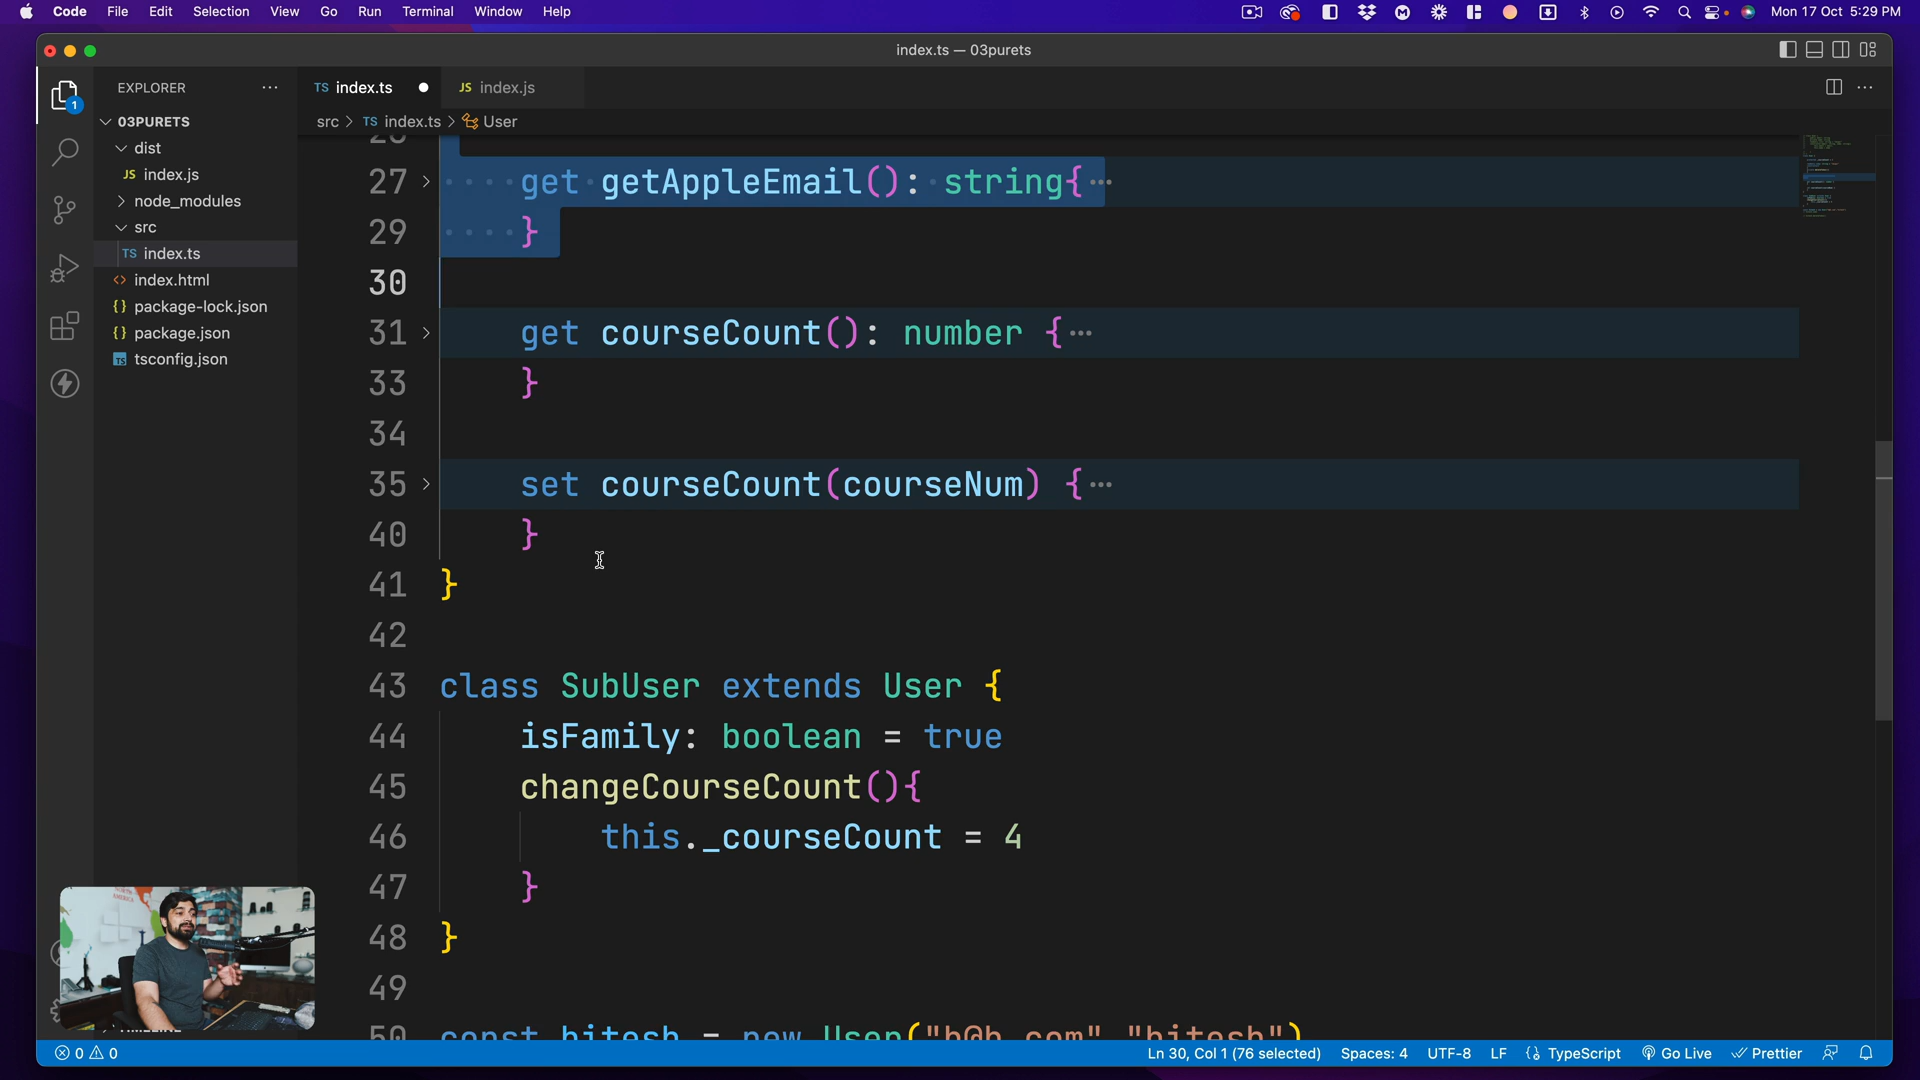 Code File Edit Selection View Go Run Terminal Window Help
Mon 17 Oct 5:29 PM
index.ts — 03purets
EXPLORER
TS index.ts
JS index.js
src > TS index.ts > User
1
03PURETS
dist
JS index.js
node_modules
src
TS index.ts
index.html
{} package-lock.json
{} package.json
TS tsconfig.json
27 get getAppleEmail(): string{…
29 }
30
31 get courseCount(): number {…
33 }
34
35 set courseCount(courseNum) {…
40 }
41 }
42
43 class SubUser extends User {
44 isFamily: boolean = true
45 changeCourseCount(){
46 this._courseCount = 4
47 }
48 }
49
50 const hitesh = new User("h@h.com", "hitesh")
0 0
Ln 30, Col 1 (76 selected) Spaces: 4 UTF-8 LF {} TypeScript Go Live Prettier